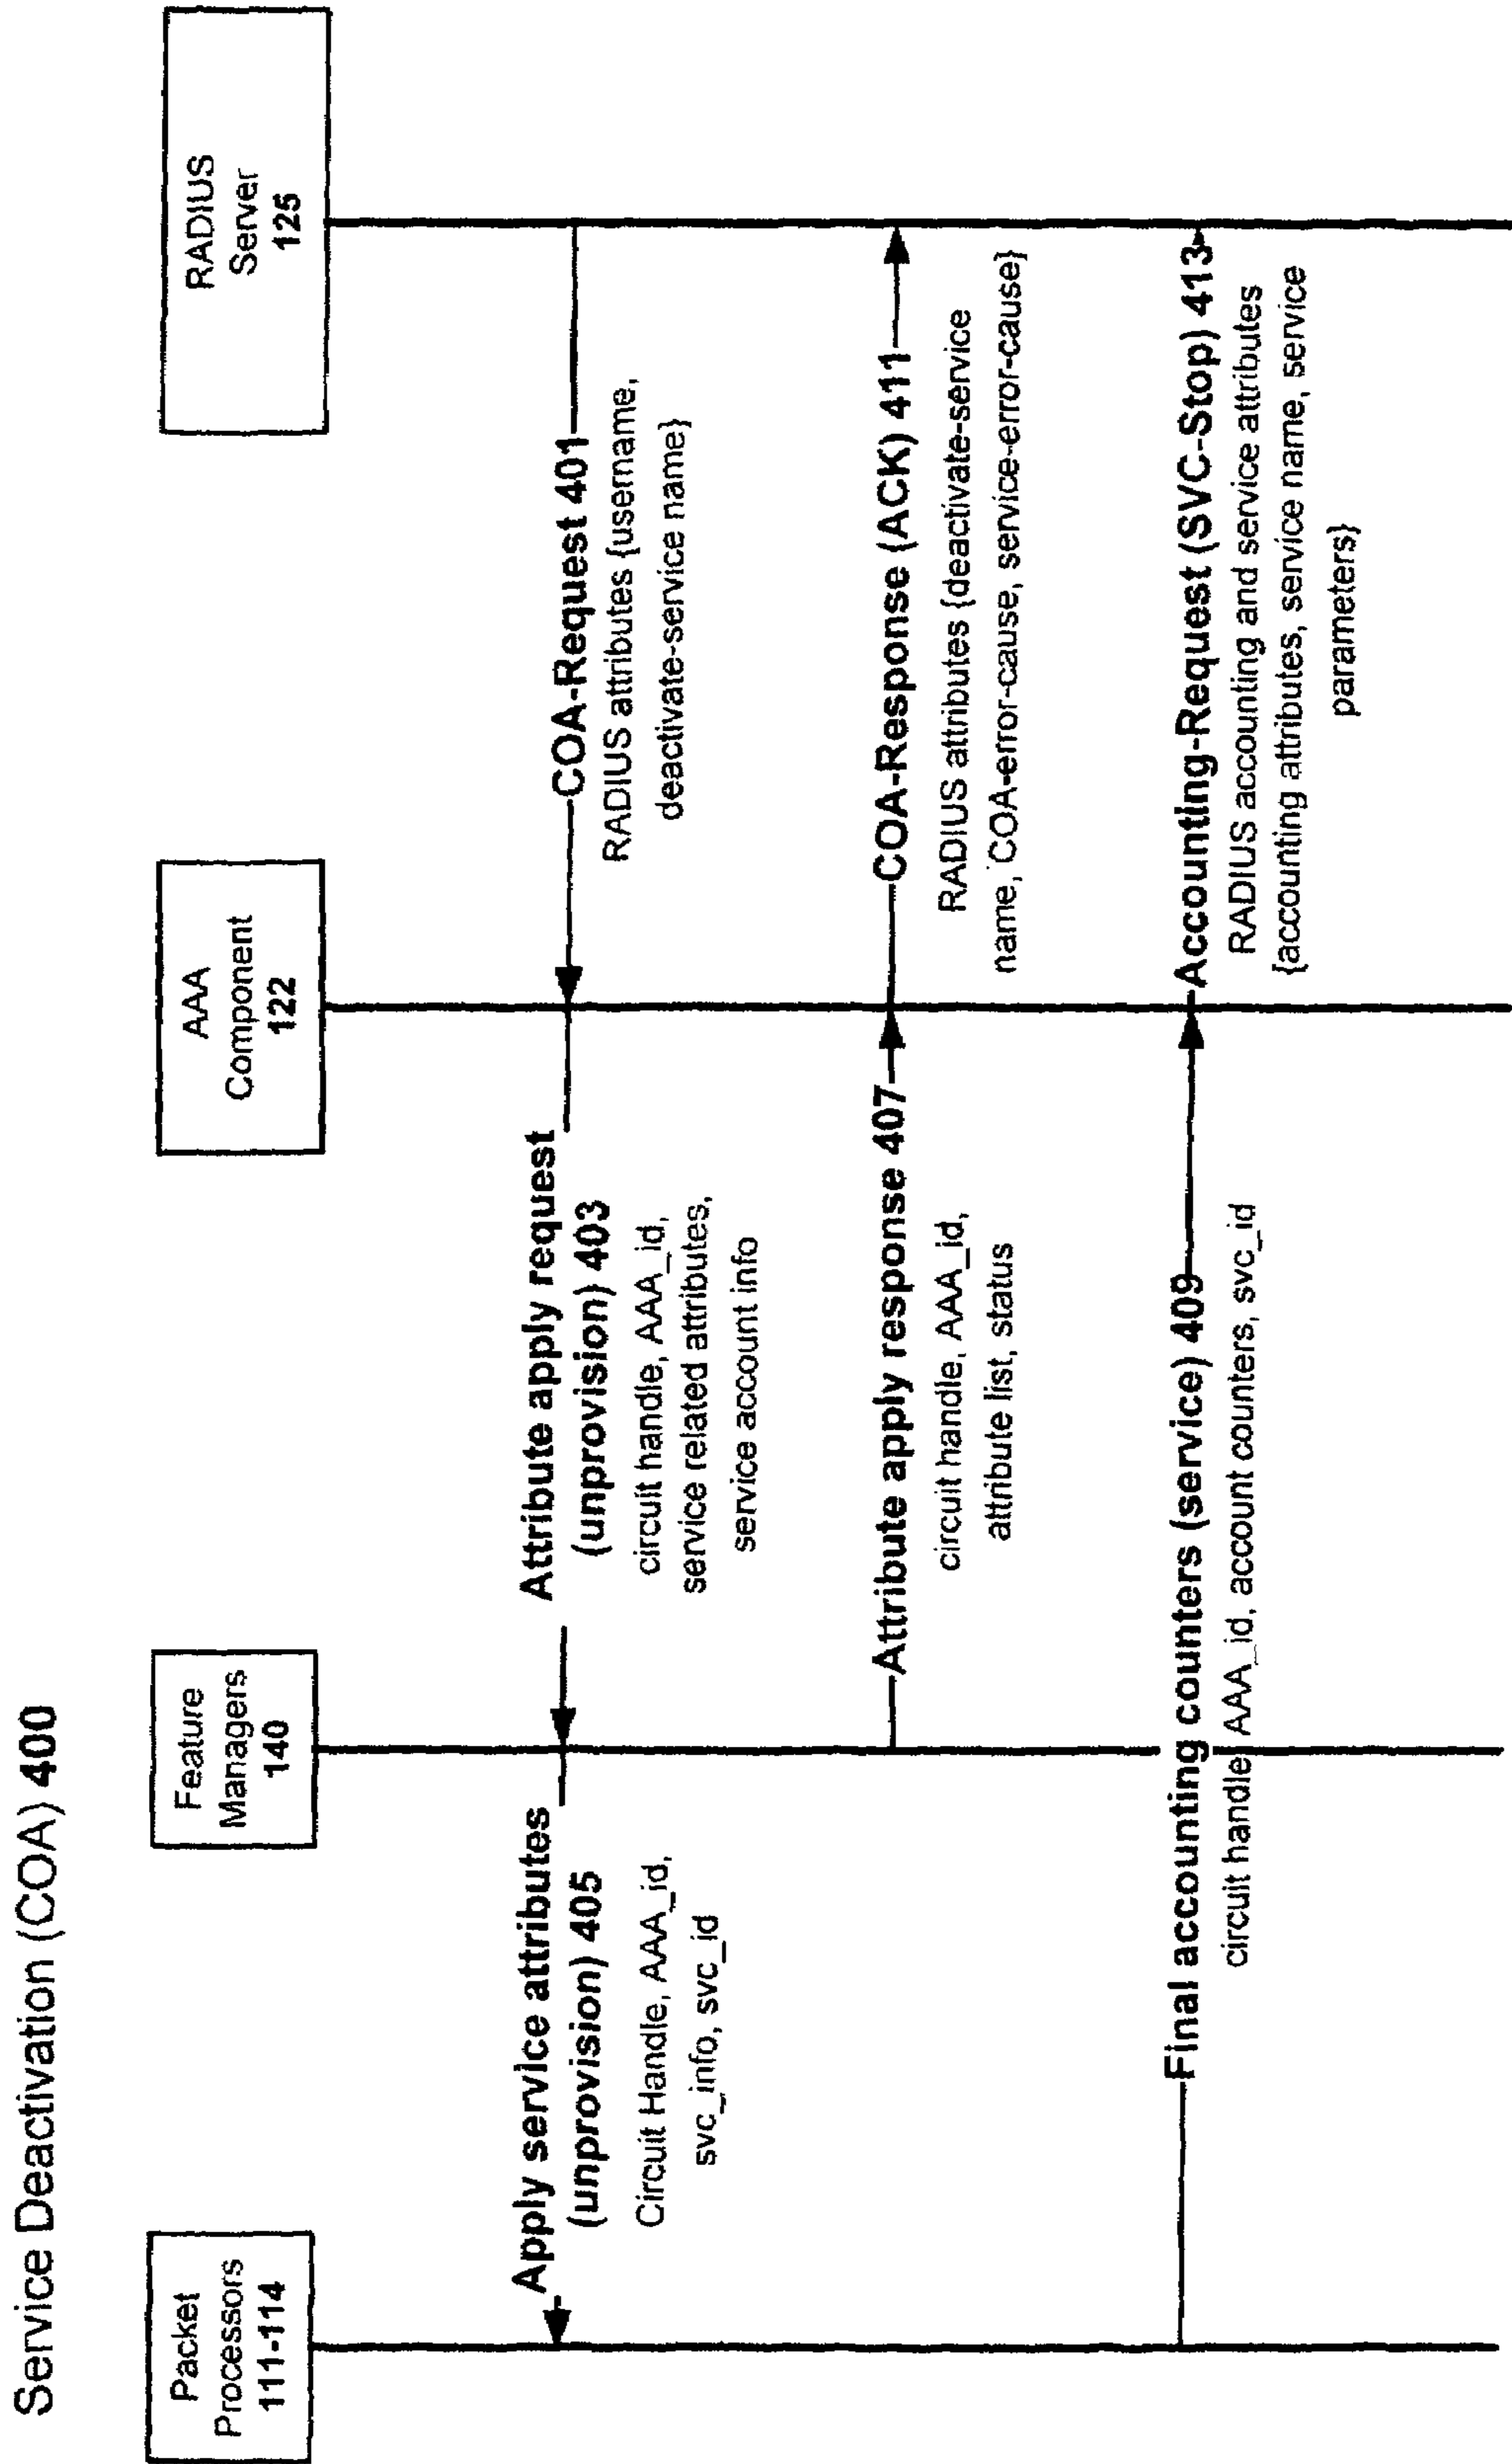 Service Deactivation (COA) 400
Packet
Processors
111-114
Feature
Managers
140
AAA
Component
122
RADIUS
Server
125
COA-Request 401
RADIUS attributes {username,
deactivate-service name}
Attribute apply request
(unprovision) 403
circuit handle, AAA_id,
service related attributes,
service account info
Apply service attributes
(unprovision) 405
Circuit Handle, AAA_id,
svc_info, svc_id
Attribute apply response 407
circuit handle, AAA_id,
attribute list, status
COA-Response (ACK) 411
RADIUS attributes {deactivate-service
name, COA-error-cause, service-error-cause}
Final accounting counters (service) 409
circuit handle, AAA_id, account counters, svc_id
Accounting-Request (SVC-Stop) 413
RADIUS accounting and service attributes
{accounting attributes, service name, service
parameters}